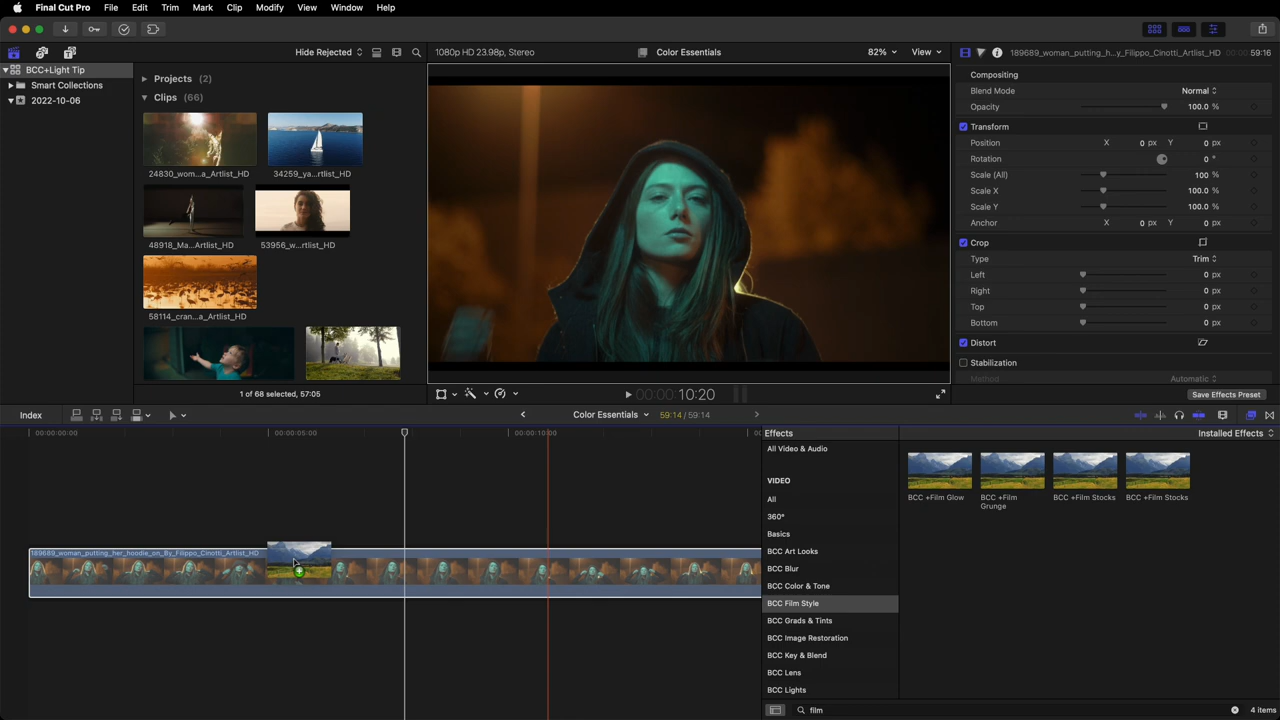 Final Cut Pro File Edit Trim Mark Clip Modify View Window Help
Hide Rejected
1080p HD 23.98p, Stereo
Color Essentials
82%
View
189689_woman_putting_h...y_Filippo_Cinotti_Artlist_HD
59:16
BCC+Light Tip
Smart Collections
2022-10-06
Projects (2)
Clips (66)
24830_wom...a_Artlist_HD
34259_ya...rtlist_HD
48918_Ma...Artlist_HD
53956_w...rtlist_HD
58114_cran...a_Artlist_HD
1 of 68 selected, 57:05
00:00:00:10:20
Compositing
Blend Mode Normal
Opacity 100.0 %
Transform
Position X 0 px Y 0 px
Rotation 0 °
Scale (All) 100 %
Scale X 100.0 %
Scale Y 100.0 %
Anchor X 0 px Y 0 px
Crop
Type Trim
Left 0 px
Right 0 px
Top 0 px
Bottom 0 px
Distort
Stabilization
Method Automatic
Save Effects Preset
Index
Color Essentials
59:14 / 59:14
00:00:00:00
00:00:05:00
00:00:10:00
189689_woman_putting_her_hoodie_on_By_Filippo_Cinotti_Artlist_HD
Effects
Installed Effects
All Video & Audio
VIDEO
All
360°
Basics
BCC Art Looks
BCC Blur
BCC Color & Tone
BCC Film Style
BCC Grads & Tints
BCC Image Restoration
BCC Key & Blend
BCC Lens
BCC Lights
BCC +Film Glow
BCC +Film
Grunge
BCC +Film Stocks
BCC +Film Stocks
film
4 items